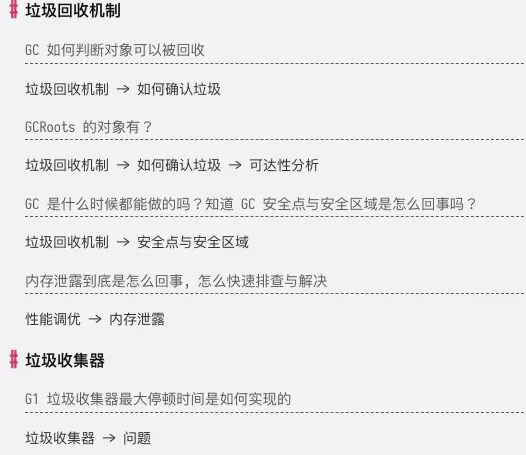 # 垃圾回收机制
GC 如何判断对象可以被回收
垃圾回收机制 → 如何确认垃圾
GCRoots 的对象有？
垃圾回收机制 → 如何确认垃圾 → 可达性分析
GC 是什么时候都能做的吗？知道 GC 安全点与安全区域是怎么回事吗？
垃圾回收机制 → 安全点与安全区域
内存泄露到底是怎么回事，怎么快速排查与解决
性能调优 → 内存泄露
# 垃圾收集器
G1 垃圾收集器最大停顿时间是如何实现的
垃圾收集器 → 问题